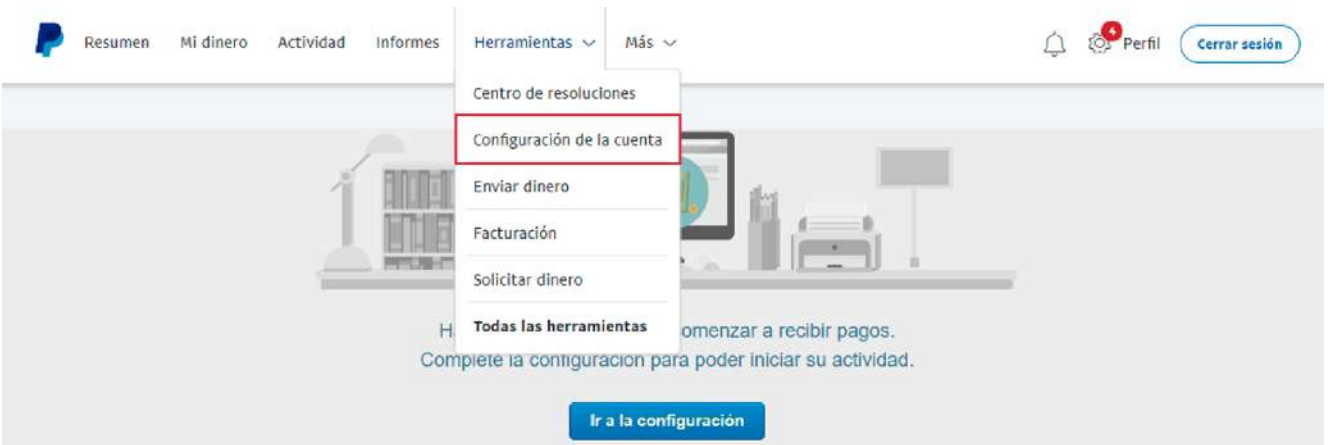 Resumen Mi dinero Actividad Informes Herramientas Más 4 Perfil Cerrar sesión
Centro de resoluciones
Configuración de la cuenta
Enviar dinero
Facturación
Solicitar dinero
Todas las herramientas
H omenzar a recibir pagos.
Complete la configuración para poder iniciar su actividad.
Ir a la configuración